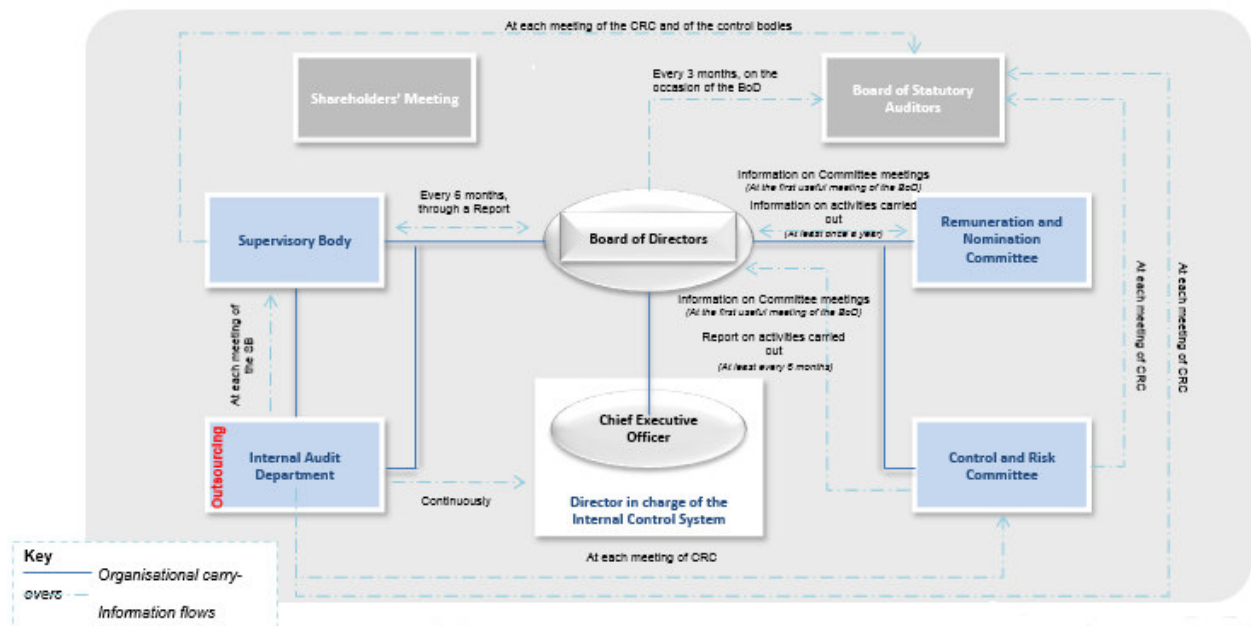 At each meeting of the CRC and of the control bodies
Shareholders' Meeting
Every 3 months, on the
occasion of the BoD
Board of Statutory
Auditors
Supervisory Body
Every 6 months,
through a Report
Board of Directors
Information on Committee meetings
(At the first useful meeting of the BoD)
Information on activities carried
out
(At least once a year)
Remuneration and
Nomination
Committee
At each meeting of
the SB
Information on Committee meetings
(At the first useful meeting of the BoD)
Report on activities carried
out
(At least every 6 months)
At each meeting of CRC
At each meeting of CRC
Outsourcing
Internal Audit
Department
Continuously
Chief Executive
Officer
Director in charge of the
Internal Control System
Control and Risk
Committee
At each meeting of CRC
Key
Organisational carry-
overs
Information flows